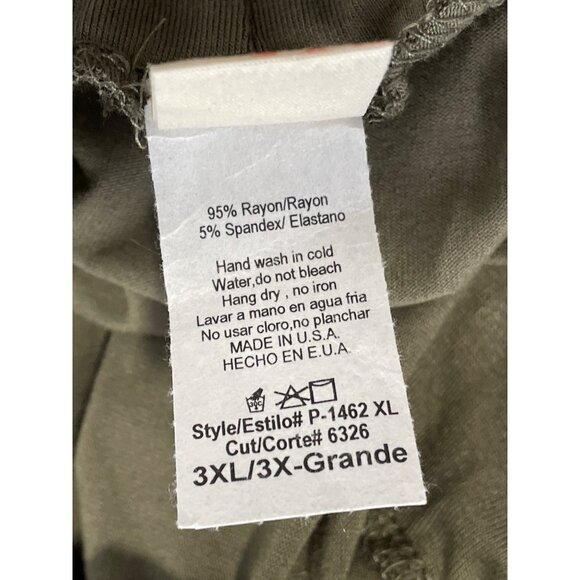 95% Rayon/Rayon
5% Spandex/ Elastano
Hand wash in cold
Water,do not bleach
Hang dry , no iron
Lavar a mano en agua fria
No usar cloro,no planchar
MADE IN U.S.A.
HECHO EN E.U.A.
30C
Style/Estilo# P-1462 XL
Cut/Corte# 6326
3XL/3X-Grande